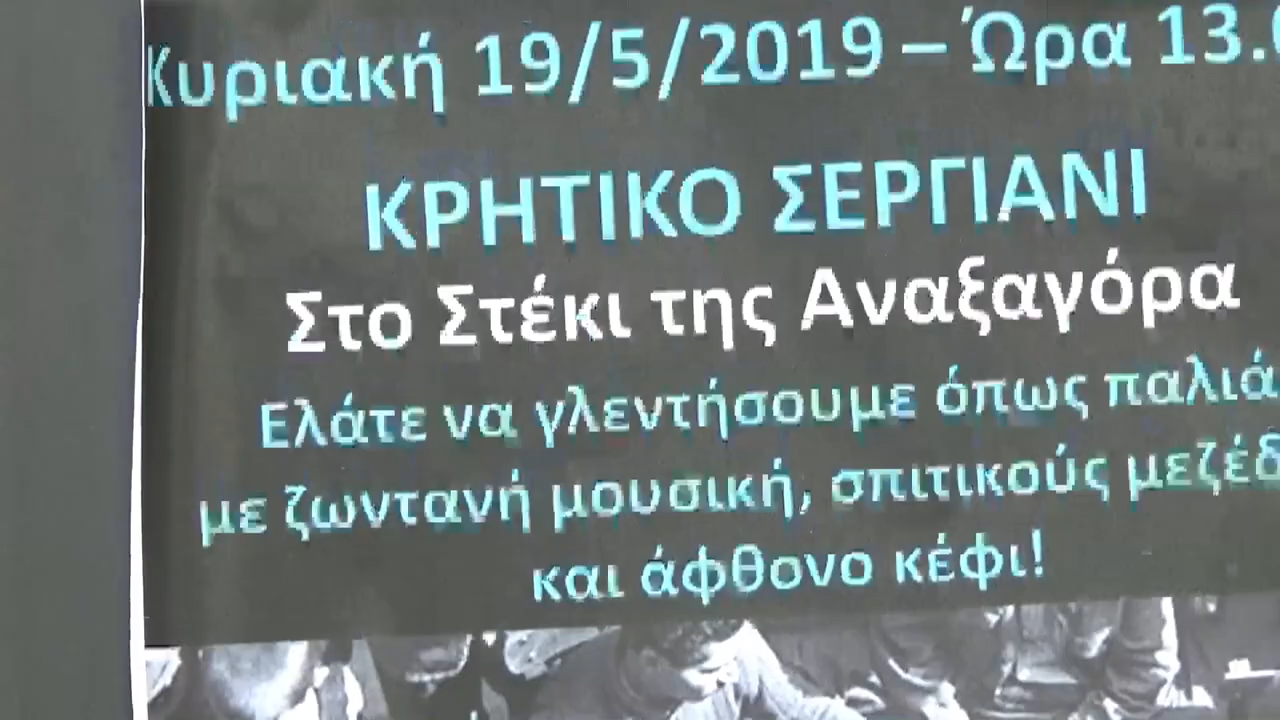 Κυριακή 19/5/2019 – Ώρα
ΚΡΗΤΙΚΟ ΣΕΡΓΙΑΝΙ
Στο Στέκι της Αναξαγόρα
Ελάτε να γλεντήσουμε όπως παλιά
με ζωντανή μουσική, σπιτικούς
και άφθονο κέφι!